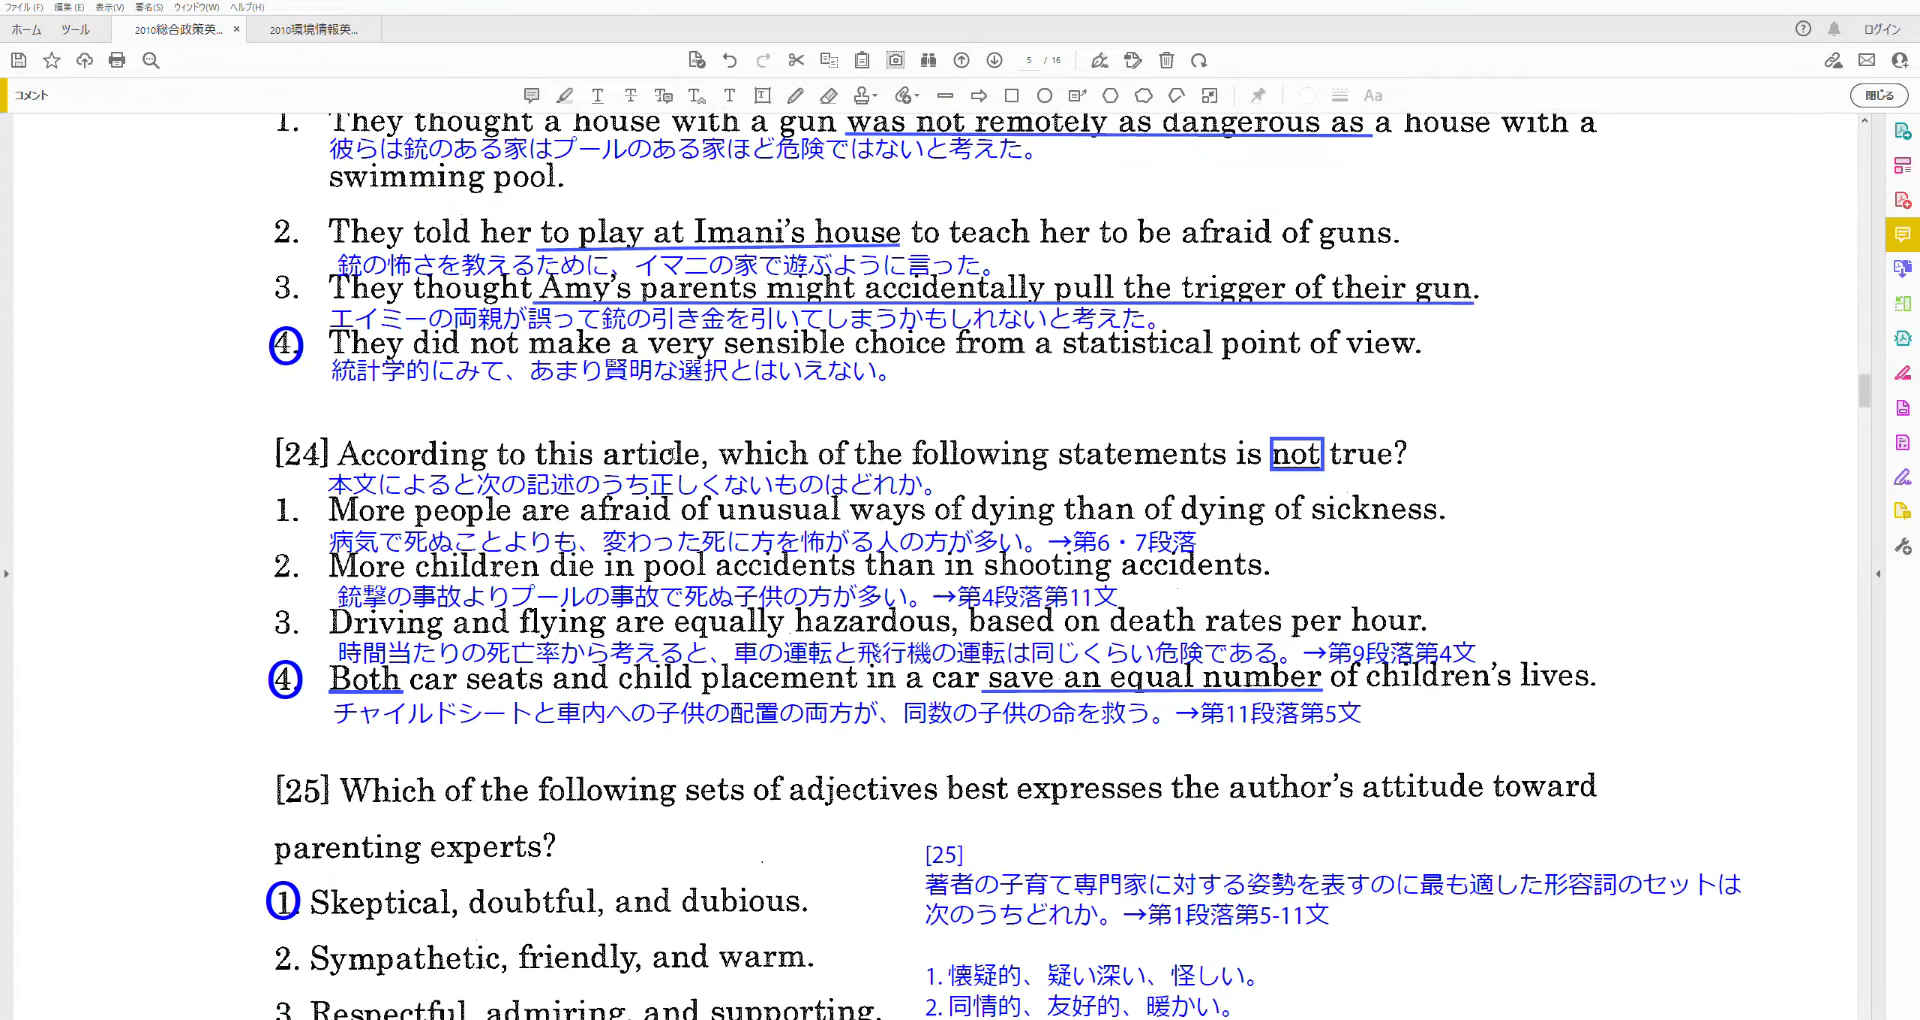 ファイル(F) 編集(E) 表示(V) 署名(S) ウィンドウ(W) ヘルプ(H)
ホーム ツール 2010総合政策英... × 2010環境情報英... ログイン
5 / 16
コメント Aa 閉じる
1. They thought a house with a gun was not remotely as dangerous as a house with a
彼らは銃のある家はプールのある家ほど危険ではないと考えた。
swimming pool.
2. They told her to play at Imani's house to teach her to be afraid of guns.
銃の怖さを教えるために、イマニの家で遊ぶように言った。
3. They thought Amy's parents might accidentally pull the trigger of their gun.
エイミーの両親が誤って銃の引き金を引いてしまうかもしれないと考えた。
4. They did not make a very sensible choice from a statistical point of view.
統計学的にみて、あまり賢明な選択とはいえない。
[24] According to this article, which of the following statements is not true?
本文によると次の記述のうち正しくないものはどれか。
1. More people are afraid of unusual ways of dying than of dying of sickness.
病気で死ぬことよりも、変わった死に方を怖がる人の方が多い。→第6・7段落
2. More children die in pool accidents than in shooting accidents.
銃撃の事故よりプールの事故で死ぬ子供の方が多い。→第4段落第11文
3. Driving and flying are equally hazardous, based on death rates per hour.
時間当たりの死亡率から考えると、車の運転と飛行機の運転は同じくらい危険である。→第9段落第4文
4. Both car seats and child placement in a car save an equal number of children's lives.
チャイルドシートと車内への子供の配置の両方が、同数の子供の命を救う。→第11段落第5文
[25] Which of the following sets of adjectives best expresses the author's attitude toward
parenting experts?
[25]
著者の子育て専門家に対する姿勢を表すのに最も適した形容詞のセットは
次のうちどれか。→第1段落第5-11文
1. Skeptical, doubtful, and dubious.
2. Sympathetic, friendly, and warm.
3. Respectful, admiring, and supporting.
1. 懐疑的、疑い深い、怪しい。
2. 同情的、友好的、暖かい。